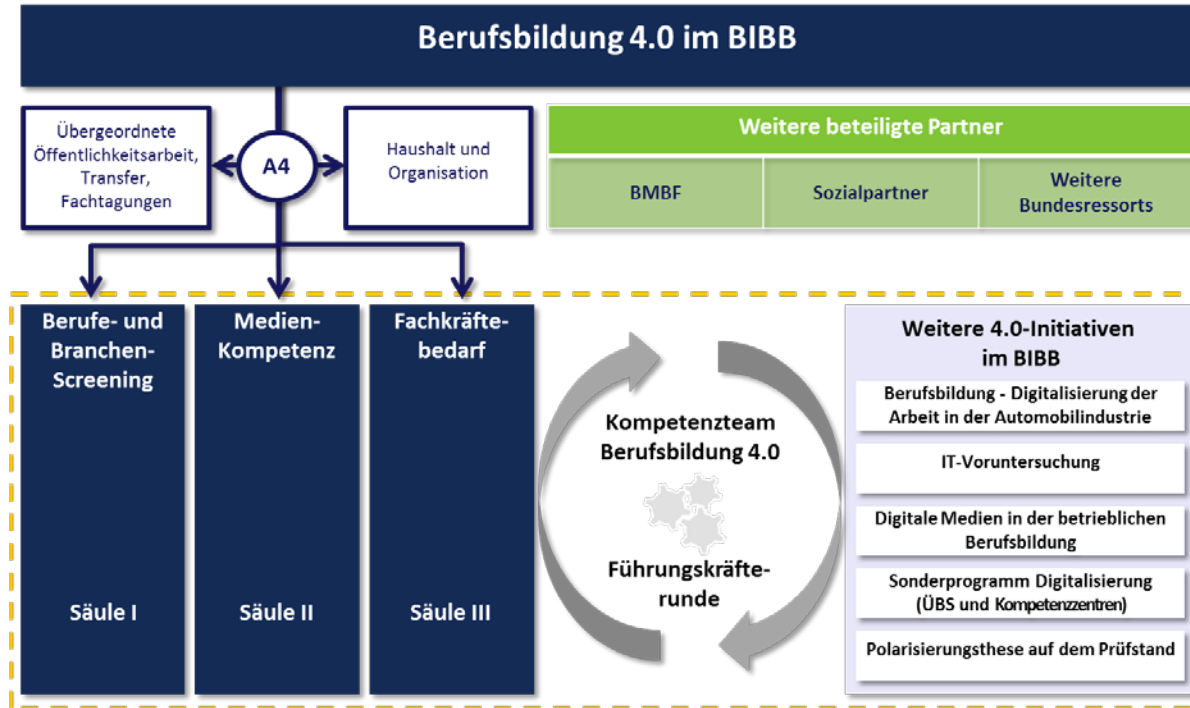 Berufsbildung 4.0 im BIBB
Übergeordnete
Öffentlichkeitsarbeit,
Transfer,
Fachtagungen
A4
Haushalt und
Organisation
Weitere beteiligte Partner
BMBF
Sozialpartner
Weitere
Bundesressorts
Berufe- und
Branchen-
Screening
Säule I
Medien-
Kompetenz
Säule II
Fachkräfte-
bedarf
Säule III
Kompetenzteam
Berufsbildung 4.0
Führungskräfte-
runde
Weitere 4.0-Initiativen
im BIBB
Berufsbildung - Digitalisierung der
Arbeit in der Automobilindustrie
IT-Voruntersuchung
Digitale Medien in der betrieblichen
Berufsbildung
Sonderprogramm Digitalisierung
(ÜBS und Kompetenzzentren)
Polarisierungsthese auf dem Prüfstand